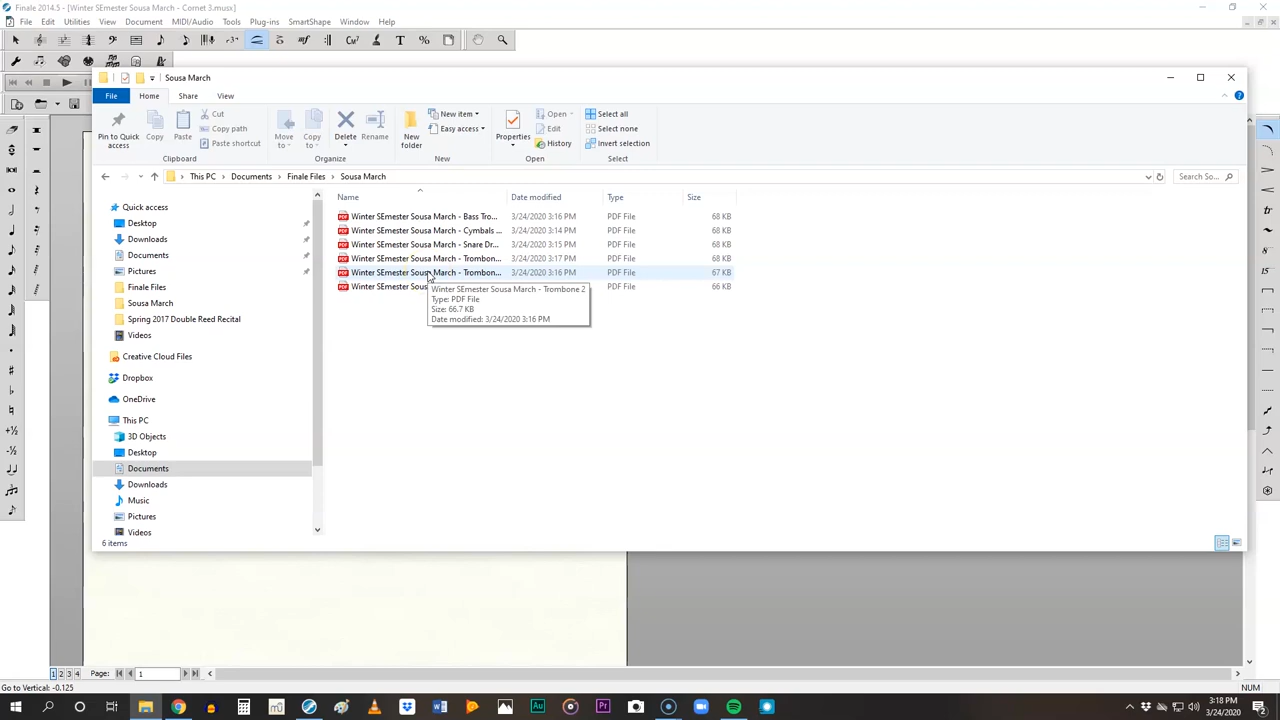 Finale 2014.5 - [Winter SEmester Sousa March - Cornet 3.musx]
File Edit Utilities View Document MIDI/Audio Tools Plug-ins SmartShape Window Help
Sousa March
File Home Share View
Pin to Quick access
Copy
Paste
Cut
Copy path
Paste shortcut
Clipboard
Move to
Copy to
Delete
Rename
Organize
New folder
New item
Easy access
New
Properties
Open
Edit
History
Open
Select all
Select none
Invert selection
Select
This PC > Documents > Finale Files > Sousa March
Search So...
Name Date modified Type Size
Winter SEmester Sousa March - Bass Tro... 3/24/2020 3:16 PM PDF File 68 KB
Winter SEmester Sousa March - Cymbals ... 3/24/2020 3:14 PM PDF File 68 KB
Winter SEmester Sousa March - Snare Dr... 3/24/2020 3:15 PM PDF File 68 KB
Winter SEmester Sousa March - Trombon... 3/24/2020 3:17 PM PDF File 68 KB
Winter SEmester Sousa March - Trombon... 3/24/2020 3:16 PM PDF File 67 KB
Winter SEmester Sous PDF File 66 KB
Winter SEmester Sousa March - Trombone 2
Type: PDF File
Size: 66.7 KB
Date modified: 3/24/2020 3:16 PM
Quick access
Desktop
Downloads
Documents
Pictures
Finale Files
Sousa March
Spring 2017 Double Reed Recital
Videos
Creative Cloud Files
Dropbox
OneDrive
This PC
3D Objects
Desktop
Documents
Downloads
Music
Pictures
Videos
6 items
1 2 3 4 Page: 1
Go to Vertical: -0.125
NUM
3:18 PM
3/24/2020